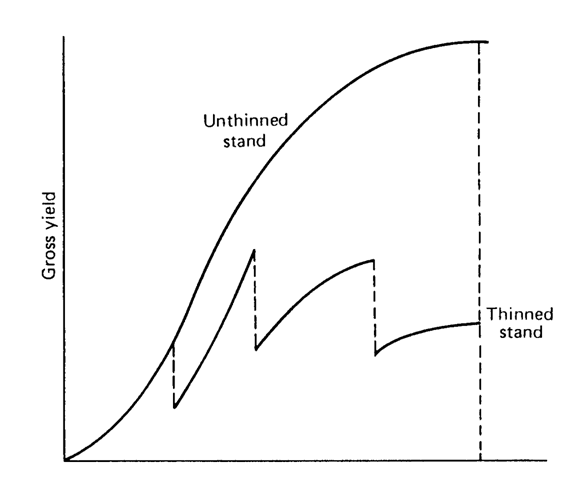 Unthinned
stand
Gross yield
Thinned
stand